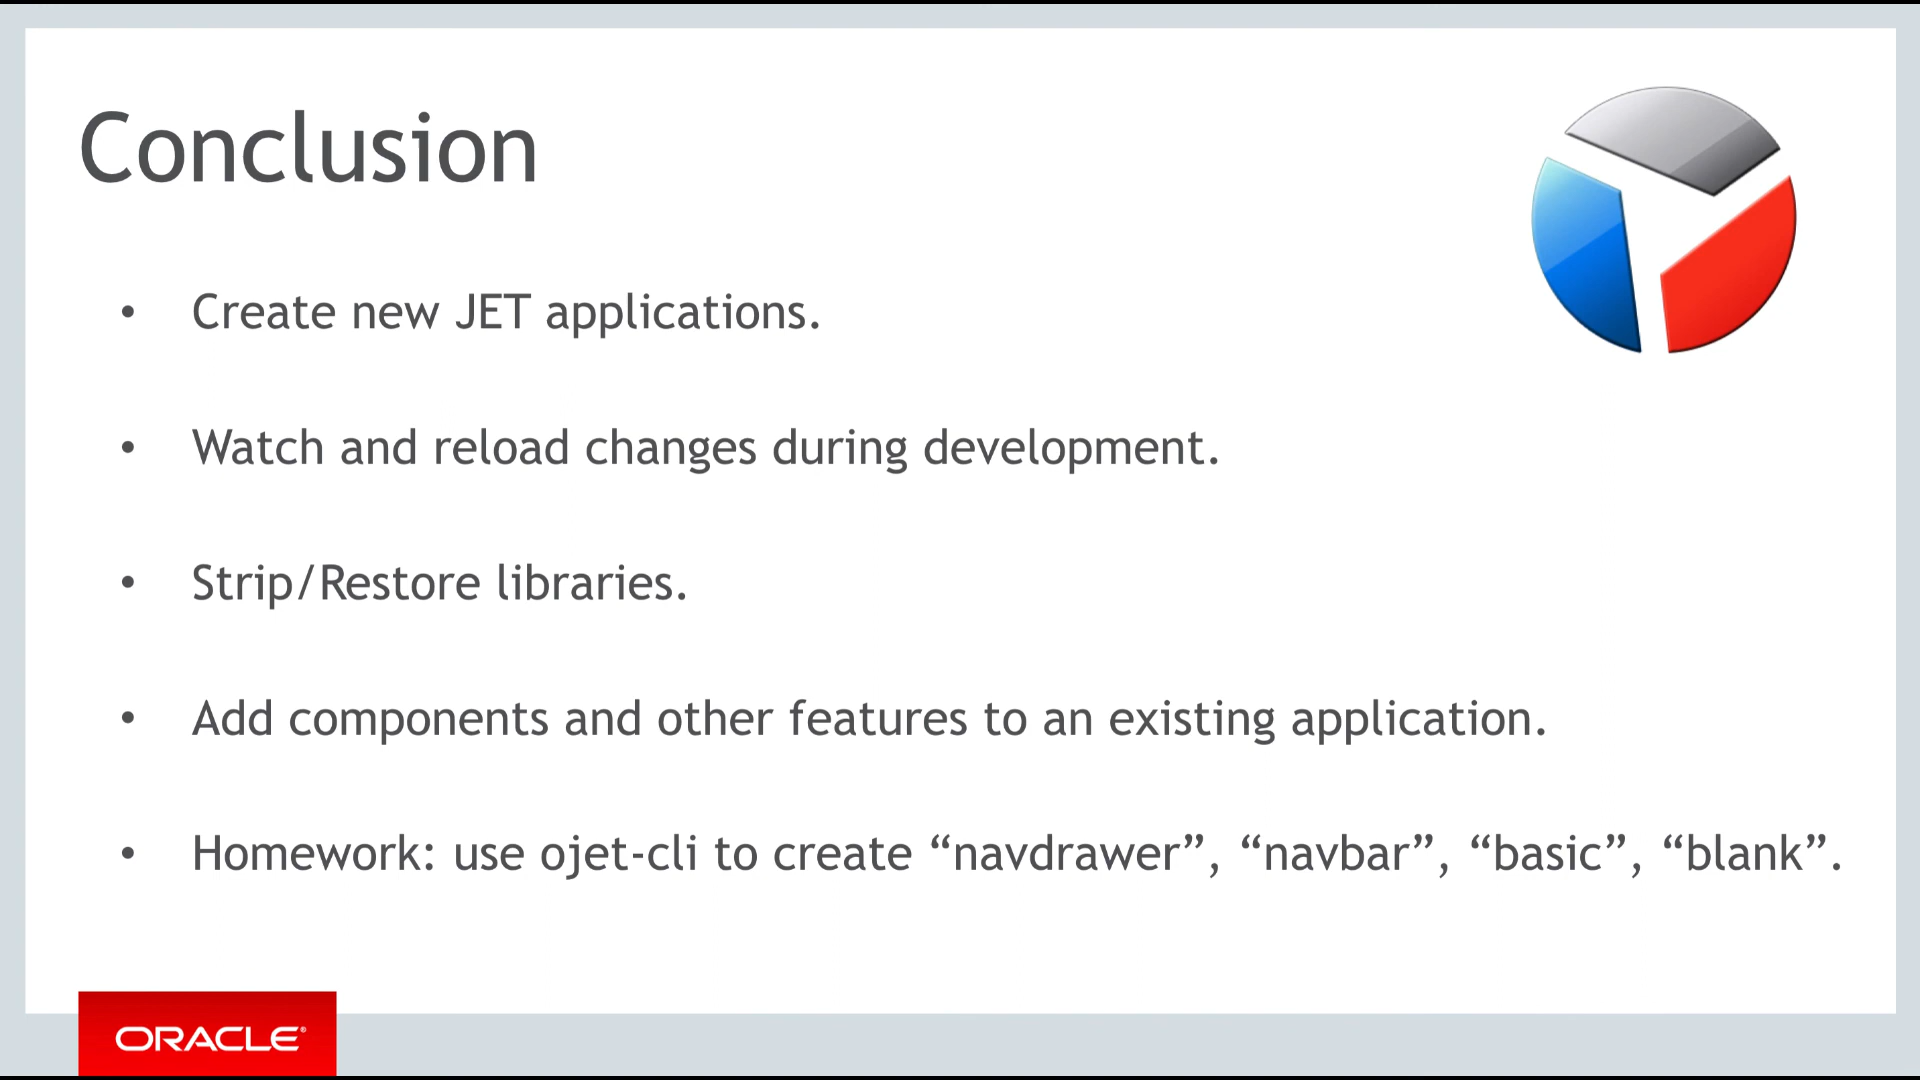 Conclusion
• Create new JET applications.
• Watch and reload changes during development.
• Strip/Restore libraries.
• Add components and other features to an existing application.
• Homework: use ojet-cli to create “navdrawer”, “navbar”, “basic”, “blank”.
ORACLE®